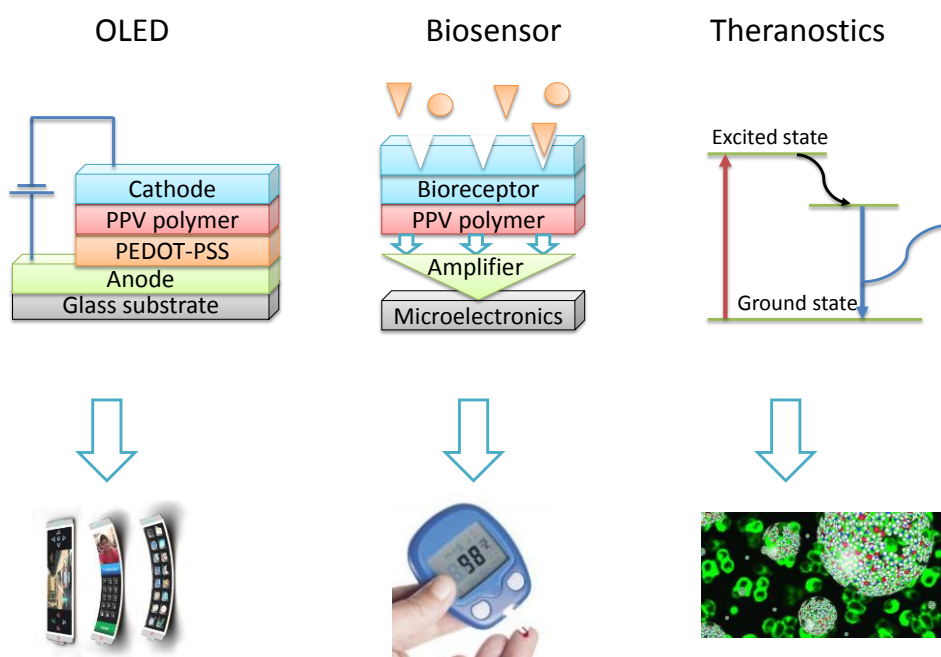 OLED
Biosensor
Theranostics
Cathode
PPV polymer
PEDOT-PSS
Anode
Glass substrate
Bioreceptor
PPV polymer
Amplifier
Microelectronics
Excited state
Ground state
98